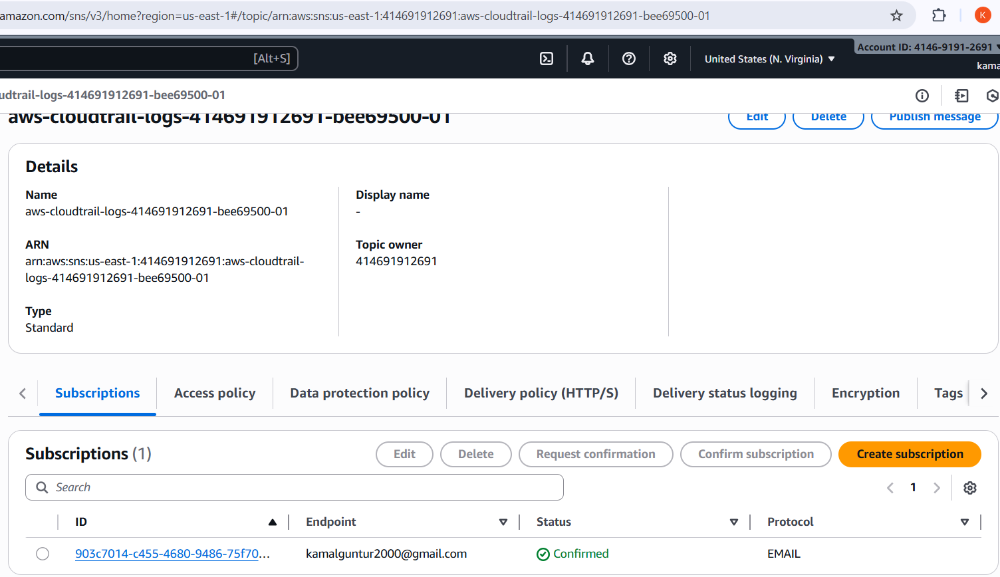 amazon.com/sns/v3/home?region=us-east-1#/topic/arn:aws:sns:us-east-1:414691912691:aws-cloudtrail-logs-414691912691-bee69500-01
K
[Alt+S]
United States (N. Virginia) ▼
Account ID: 4146-9191-2691
kama
udtrail-logs-414691912691-bee69500-01
aws-cloudtrail-logs-414691912691-bee69500-01
Edit
Delete
Publish message
Details
Name
aws-cloudtrail-logs-414691912691-bee69500-01
Display name
-
ARN
arn:aws:sns:us-east-1:414691912691:aws-cloudtrail-
logs-414691912691-bee69500-01
Topic owner
414691912691
Type
Standard
Subscriptions
Access policy
Data protection policy
Delivery policy (HTTP/S)
Delivery status logging
Encryption
Tags
Subscriptions (1)
Edit
Delete
Request confirmation
Confirm subscription
Create subscription
Search
1
ID
Endpoint
Status
Protocol
903c7014-c455-4680-9486-75f70...
kamalguntur2000@gmail.com
Confirmed
EMAIL